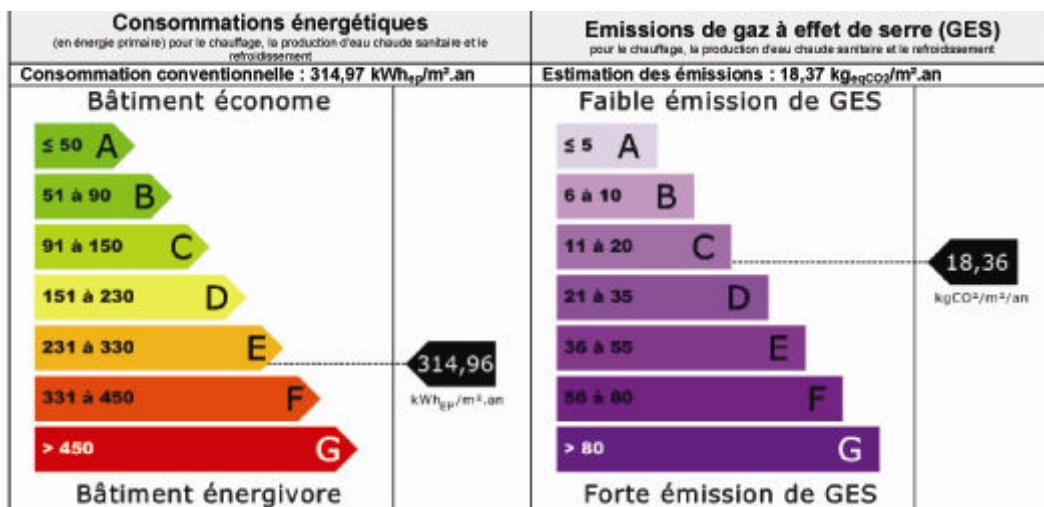 Consommations énergétiques
(en énergie primaire) pour le chauffage, la production d'eau chaude sanitaire et le
refroidissement
Consommation conventionnelle : 314,97 kWhep/m².an
Bâtiment économe
≤ 50 A
51 à 90 B
91 à 150 C
151 à 230 D
231 à 330 E
314,96
kWhEP/m².an
331 à 450 F
> 450 G
Bâtiment énergivore
Emissions de gaz à effet de serre (GES)
pour le chauffage, la production d'eau chaude sanitaire et le refroidissement
Estimation des émissions : 18,37 kgeqCO2/m².an
Faible émission de GES
≤ 5 A
6 à 10 B
11 à 20 C
18,36
kgCO²/m²/an
21 à 35 D
36 à 55 E
56 à 80 F
> 80 G
Forte émission de GES